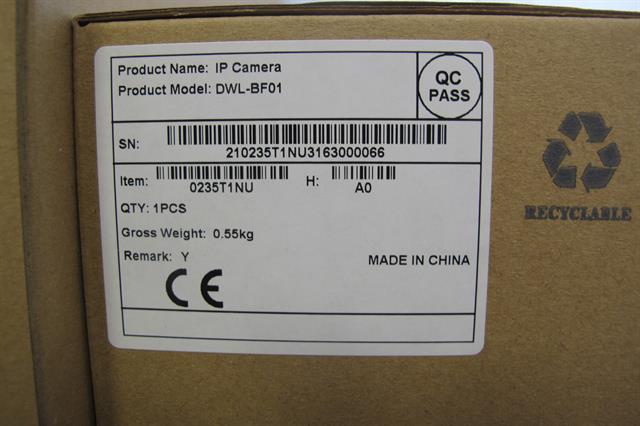 Product Name: IP Camera
Product Model: DWL-BF01
QC
PASS
SN:
210235T1NU3163000066
Item:
0235T1NU
H:
A0
QTY: 1PCS
Gross Weight: 0.55kg
Remark: Y
MADE IN CHINA
CE
RECYCLABLE